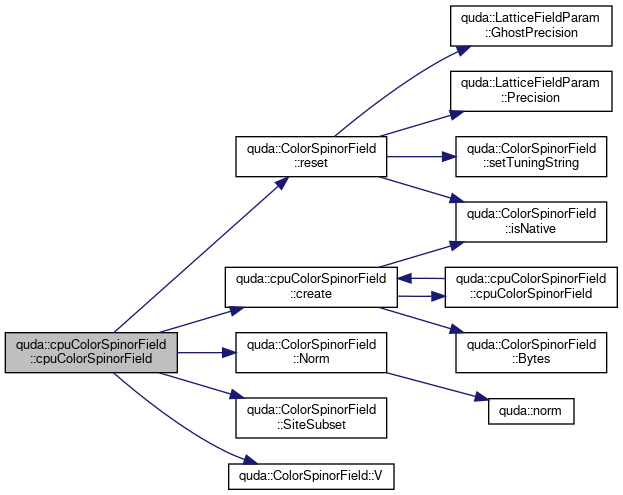 quda::LatticeFieldParam
::GhostPrecision
quda::LatticeFieldParam
::Precision
quda::ColorSpinorField
::reset
quda::ColorSpinorField
::setTuningString
quda::ColorSpinorField
::isNative
quda::cpuColorSpinorField
::create
quda::cpuColorSpinorField
::cpuColorSpinorField
quda::cpuColorSpinorField
::cpuColorSpinorField
quda::ColorSpinorField
::Norm
quda::ColorSpinorField
::Bytes
quda::norm
quda::ColorSpinorField
::SiteSubset
quda::ColorSpinorField::V